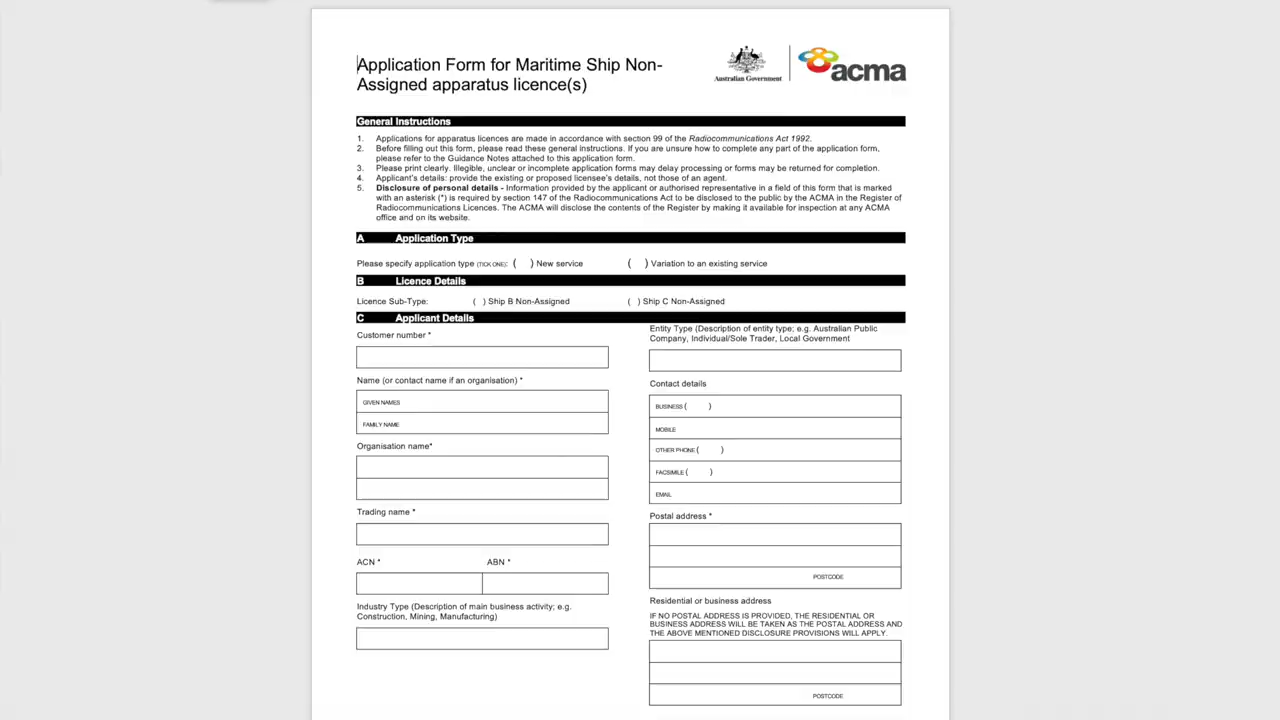 Application Form for Maritime Ship Non-
Assigned apparatus licence(s)
Australian Government
acma
General Instructions
1. Applications for apparatus licences are made in accordance with section 99 of the Radiocommunications Act 1992.
2. Before filling out this form, please read these general instructions. If you are unsure how to complete any part of the application form,
please refer to the Guidance Notes attached to this application form.
3. Please print clearly. Illegible, unclear or incomplete application forms may delay processing or forms may be returned for completion.
4. Applicant's details: provide the existing or proposed licensee's details, not those of an agent.
5. Disclosure of personal details - Information provided by the applicant or authorised representative in a field of this form that is marked
with an asterisk (*) is required by section 147 of the Radiocommunications Act to be disclosed to the public by the ACMA in the Register of
Radiocommunications Licences. The ACMA will disclose the contents of the Register by making it available for inspection at any ACMA
office and on its website.
A Application Type
Please specify application type (TICK ONE): ( ) New service ( ) Variation to an existing service
B Licence Details
Licence Sub-Type: ( ) Ship B Non-Assigned ( ) Ship C Non-Assigned
C Applicant Details
Customer number *
Name (or contact name if an organisation) *
GIVEN NAMES
FAMILY NAME
Organisation name*
Trading name *
ACN * ABN *
Industry Type (Description of main business activity; e.g.
Construction, Mining, Manufacturing)
Entity Type (Description of entity type; e.g. Australian Public
Company, Individual/Sole Trader, Local Government
Contact details
BUSINESS ( )
MOBILE
OTHER PHONE ( )
FACSIMILE ( )
EMAIL
Postal address *
POSTCODE
Residential or business address
IF NO POSTAL ADDRESS IS PROVIDED, THE RESIDENTIAL OR
BUSINESS ADDRESS WILL BE TAKEN AS THE POSTAL ADDRESS AND
THE ABOVE MENTIONED DISCLOSURE PROVISIONS WILL APPLY.
POSTCODE